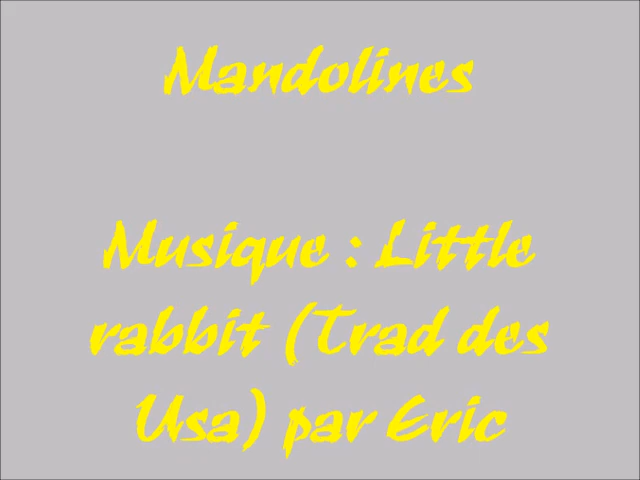 Mandolines
Musique : Little
rabbit (Trad des
Usa) par Eric